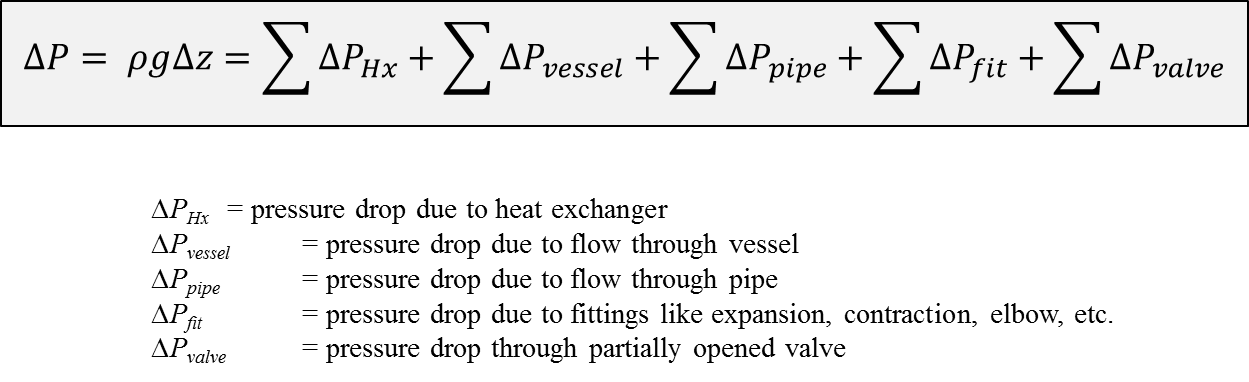 ΔP = ρgΔz = ∑ ΔP_Hx + ∑ ΔP_vessel + ∑ ΔP_pipe + ∑ ΔP_fit + ∑ ΔP_valve
ΔP_Hx = pressure drop due to heat exchanger
ΔP_vessel = pressure drop due to flow through vessel
ΔP_pipe = pressure drop due to flow through pipe
ΔP_fit = pressure drop due to fittings like expansion, contraction, elbow, etc.
ΔP_valve = pressure drop through partially opened valve